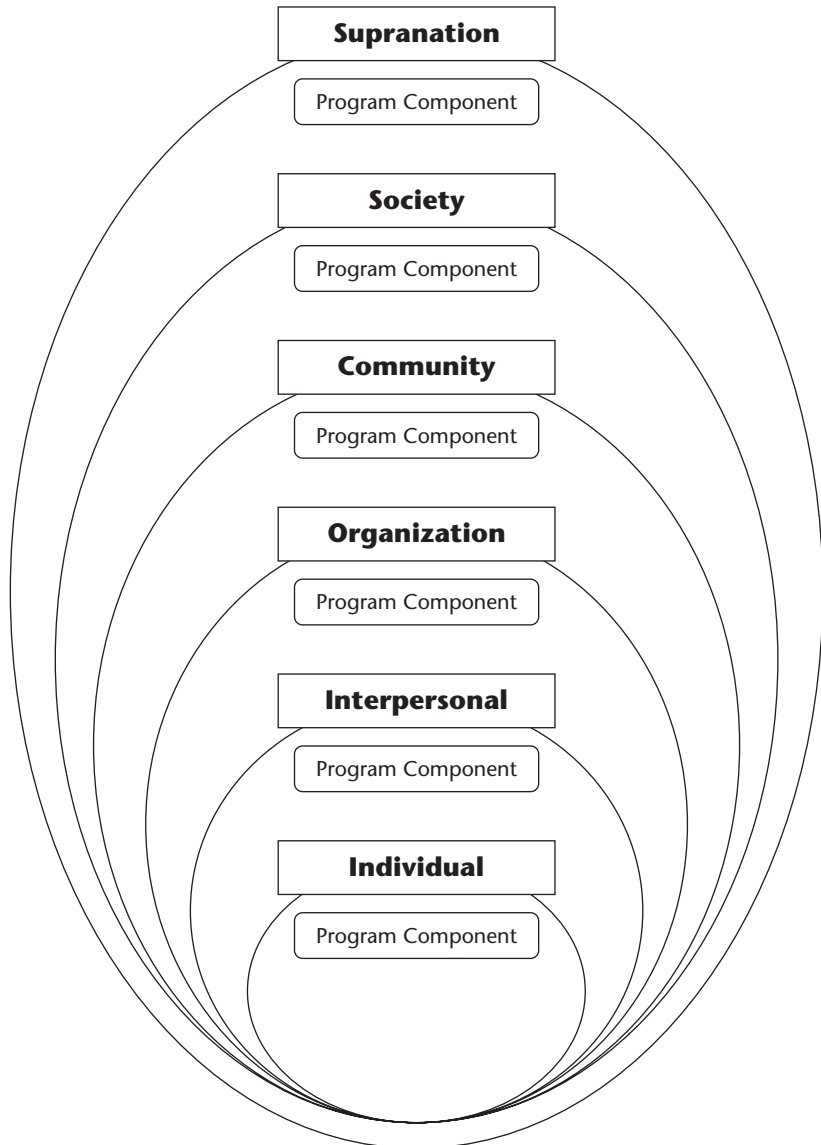 Supranation
Program Component
Society
Program Component
Community
Program Component
Organization
Program Component
Interpersonal
Program Component
Individual
Program Component